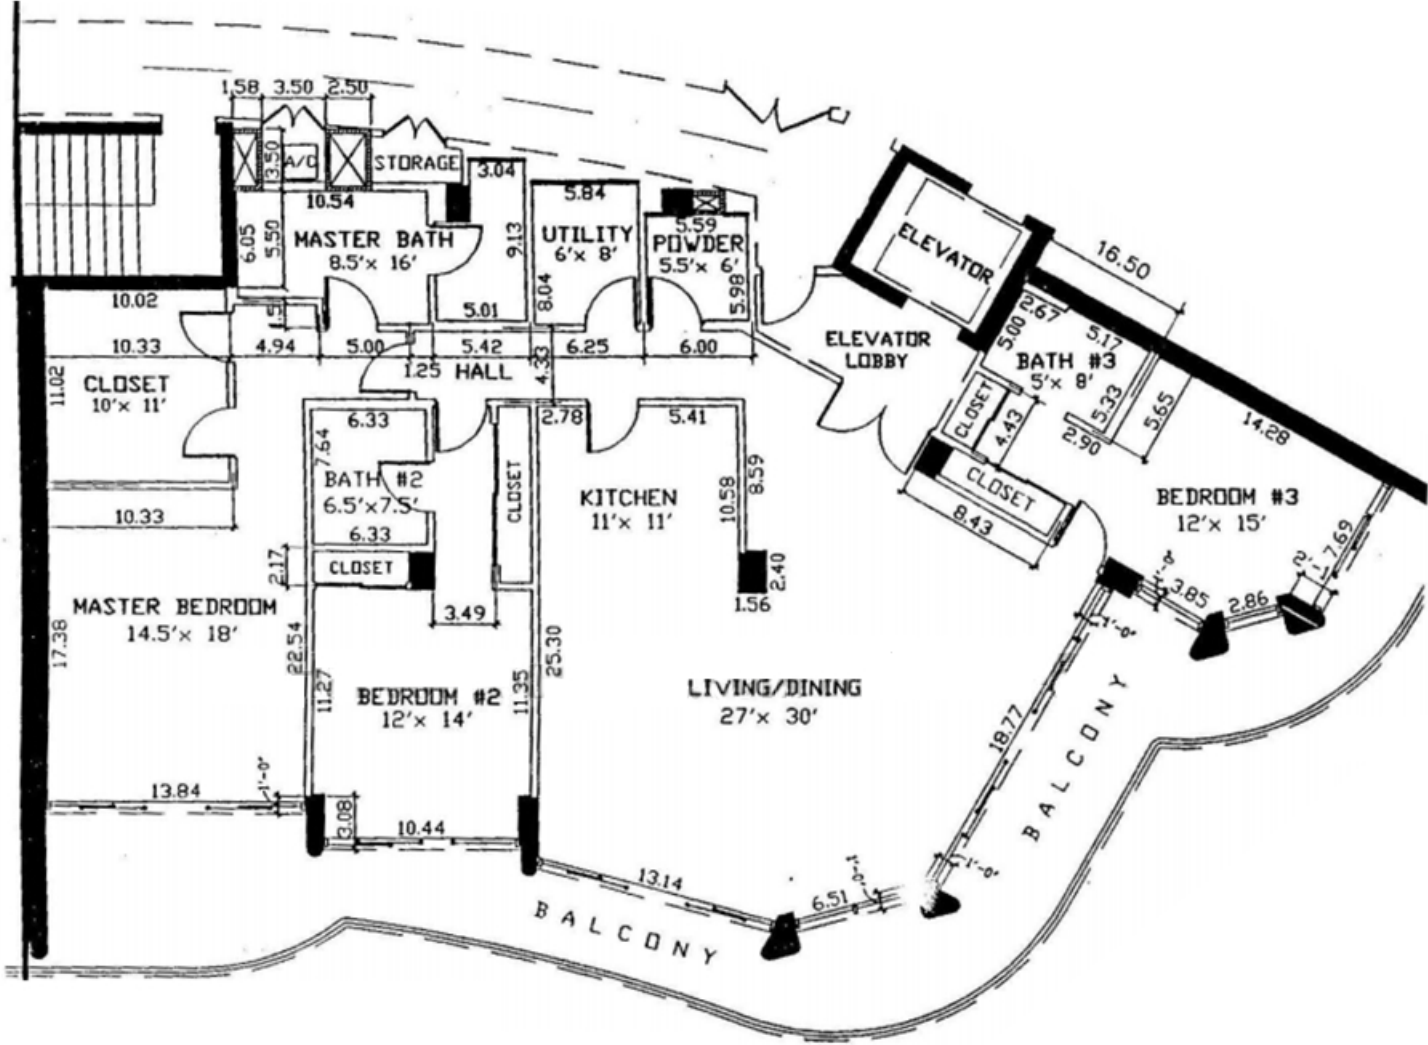 1.58 3.50 2.50
3.50
A/C
STORAGE
3.04
10.54
6.05
5.50
MASTER BATH
8.5'x 16'
9.13
5.84
UTILITY
6'x 8'
8.04
5.59
POWDER
5.5'x 6'
5.98
ELEVATOR
16.50
10.02
5.01
ELEVATOR
LOBBY
2.67
5.00
5.17
BATH #3
5'x 8'
10.33
4.94
5.00
1.25
5.42
HALL
4.33
6.25
6.00
11.02
CLOSET
10'x 11'
6.33
7.64
BATH #2
6.5'x7.5'
6.33
CLOSET
2.17
CLOSET
2.78
5.41
KITCHEN
11'x 11'
10.58
8.59
2.40
1.56
CLOSET
4.43
5.33
5.65
2.90
14.28
CLOSET
8.43
BEDROOM #3
12'x 15'
7.69
3.85
2.86
1'-0"
10.33
MASTER BEDROOM
14.5'x 18'
17.38
22.54
3.49
11.27
BEDROOM #2
12'x 14'
11.35
25.30
LIVING/DINING
27'x 30'
18.77
BALCONY
13.84
1'-0"
3.08
10.44
13.14
6.51
1'-0"
1'-0"
BALCONY